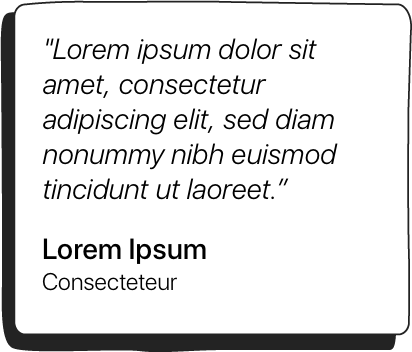 "Lorem ipsum dolor sit
amet, consectetur
adipiscing elit, sed diam
nonummy nibh euismod
tincidunt ut laoreet.”
Lorem Ipsum
Consecteteur